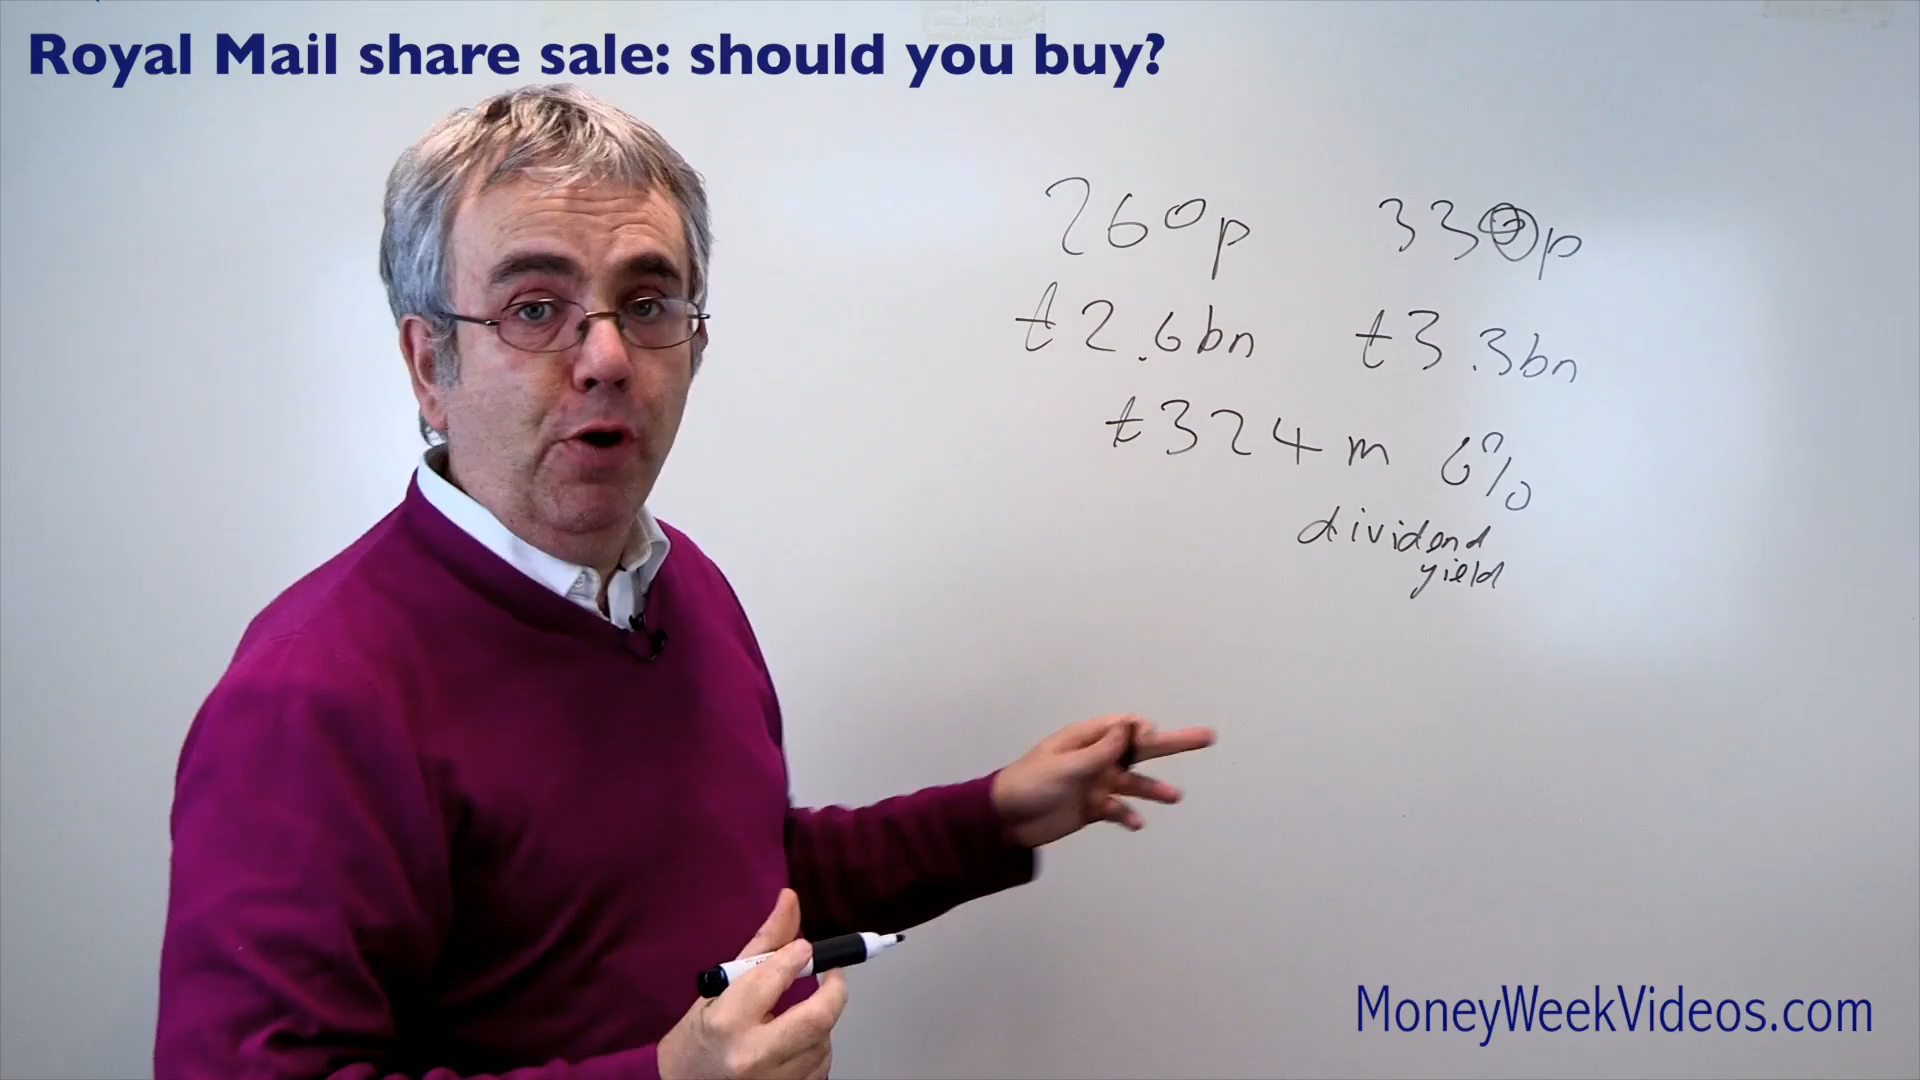 Royal Mail share sale: should you buy?
260p 330p
£2.6bn £3.3bn
£324m 6%
dividend
yield
MoneyWeekVideos.com